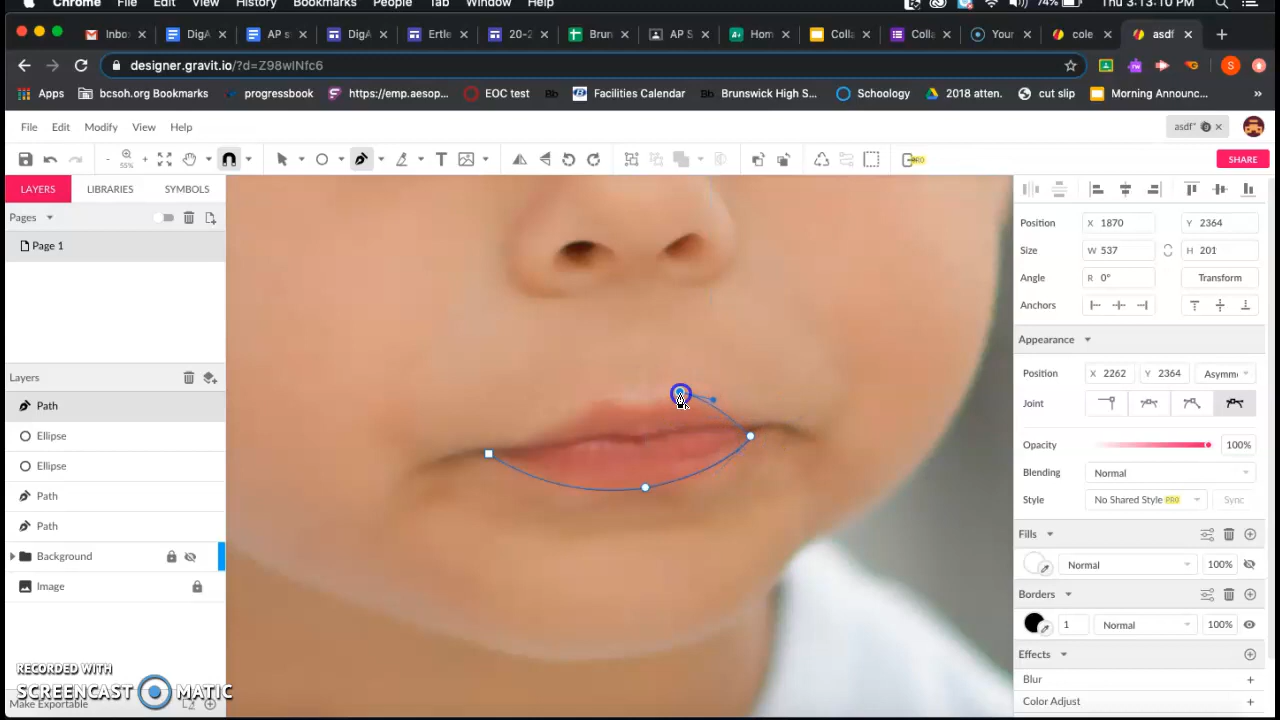 Chrome File Edit View History Bookmarks People Tab Window Help 74% Thu 3:13:10 PM
Inbo DigA AP s DigA Ertle 20-2 Brun AP S Hom Colla Colla Your cole asdf
designer.gravit.io/?d=Z98wINfc6
Apps bcsoh.org Bookmarks progressbook https://emp.aesop... EOC test Bb Facilities Calendar Bb Brunswick High S... Schoology 2018 atten. cut slip Morning Announc... »
File Edit Modify View Help asdf*
55% PRO SHARE
LAYERS LIBRARIES SYMBOLS
Pages
Page 1
Layers
Path
Ellipse
Ellipse
Path
Path
Background
Image
Make Exportable
RECORDED WITH
SCREENCAST MATIC
Position X 1870 Y 2364
Size W 537 H 201
Angle R 0° Transform
Anchors
Appearance
Position X 2262 Y 2364 Asymm
Joint
Opacity 100%
Blending Normal
Style No Shared Style PRO Sync
Fills
Normal 100%
Borders
1 Normal 100%
Effects
Blur
Color Adjust